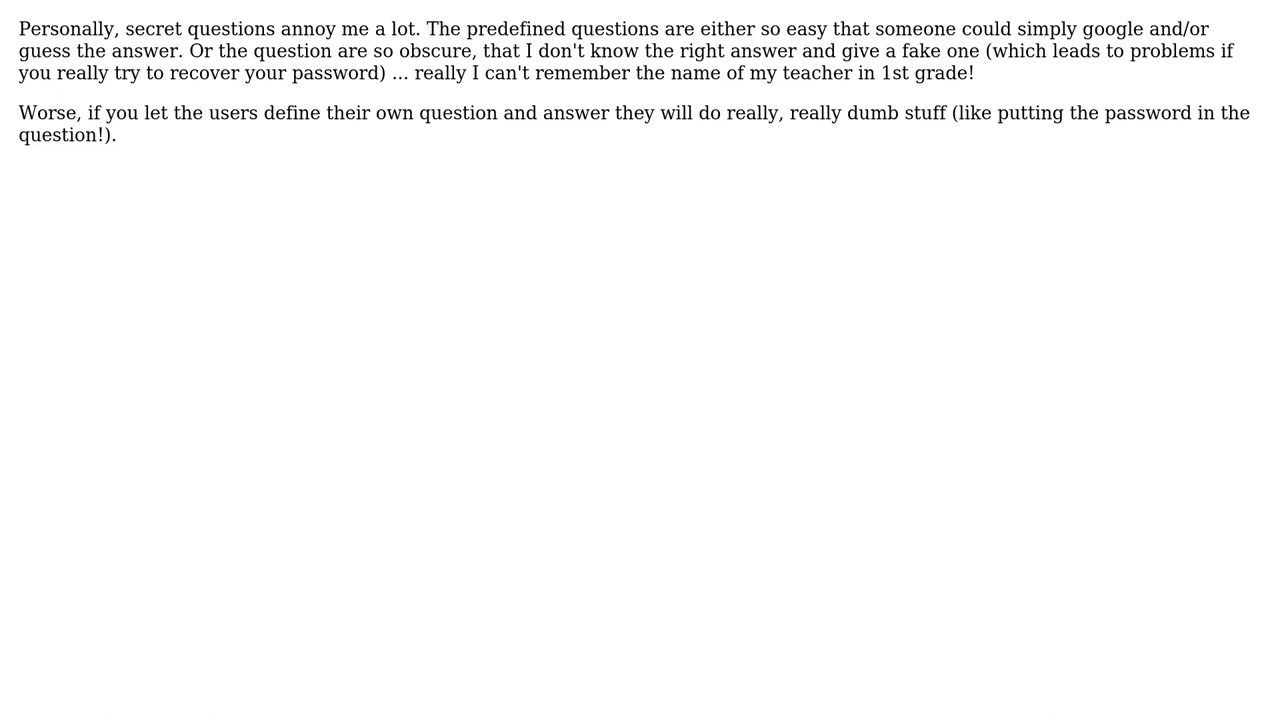 Personally, secret questions annoy me a lot. The predefined questions are either so easy that someone could simply google and/or
guess the answer. Or the question are so obscure, that I don't know the right answer and give a fake one (which leads to problems if
you really try to recover your password) ... really I can't remember the name of my teacher in 1st grade!
Worse, if you let the users define their own question and answer they will do really, really dumb stuff (like putting the password in the
question!).